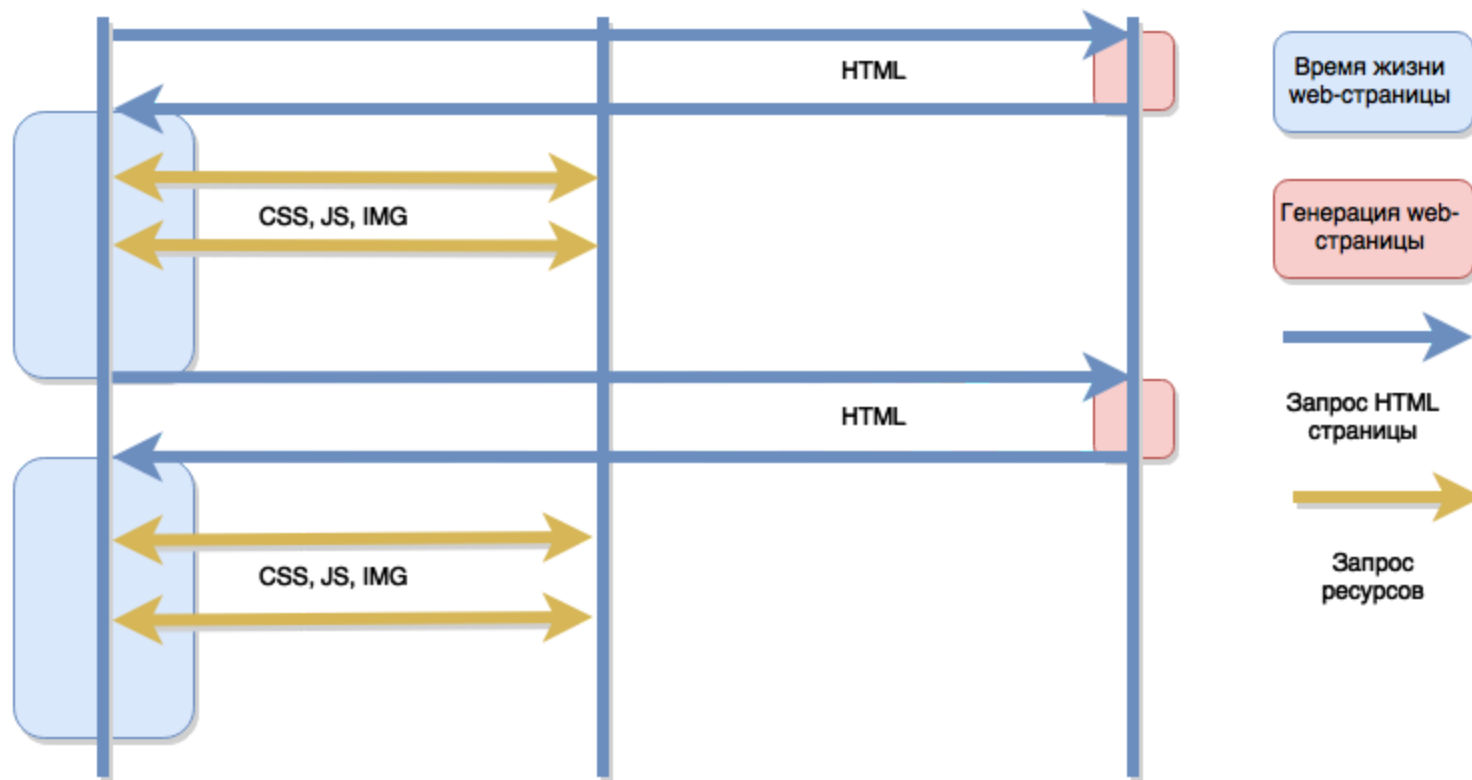 HTML
Время жизни
web-страницы
CSS, JS, IMG
Генерация web-
страницы
HTML
Запрос HTML
страницы
CSS, JS, IMG
Запрос
ресурсов